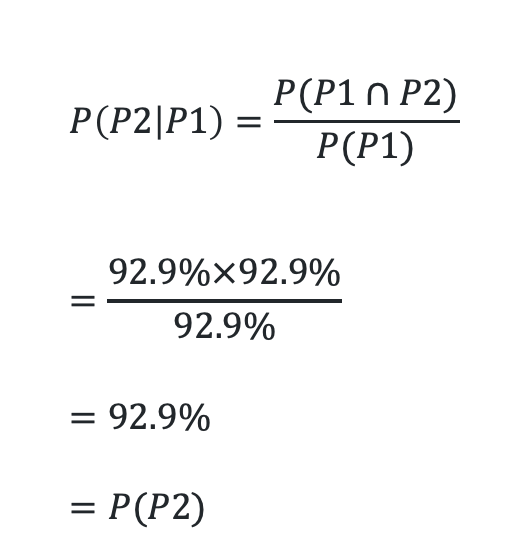 P(P2|P1) = P(P1 ∩ P2) / P(P1)
= 92.9%×92.9% / 92.9%
= 92.9%
= P(P2)